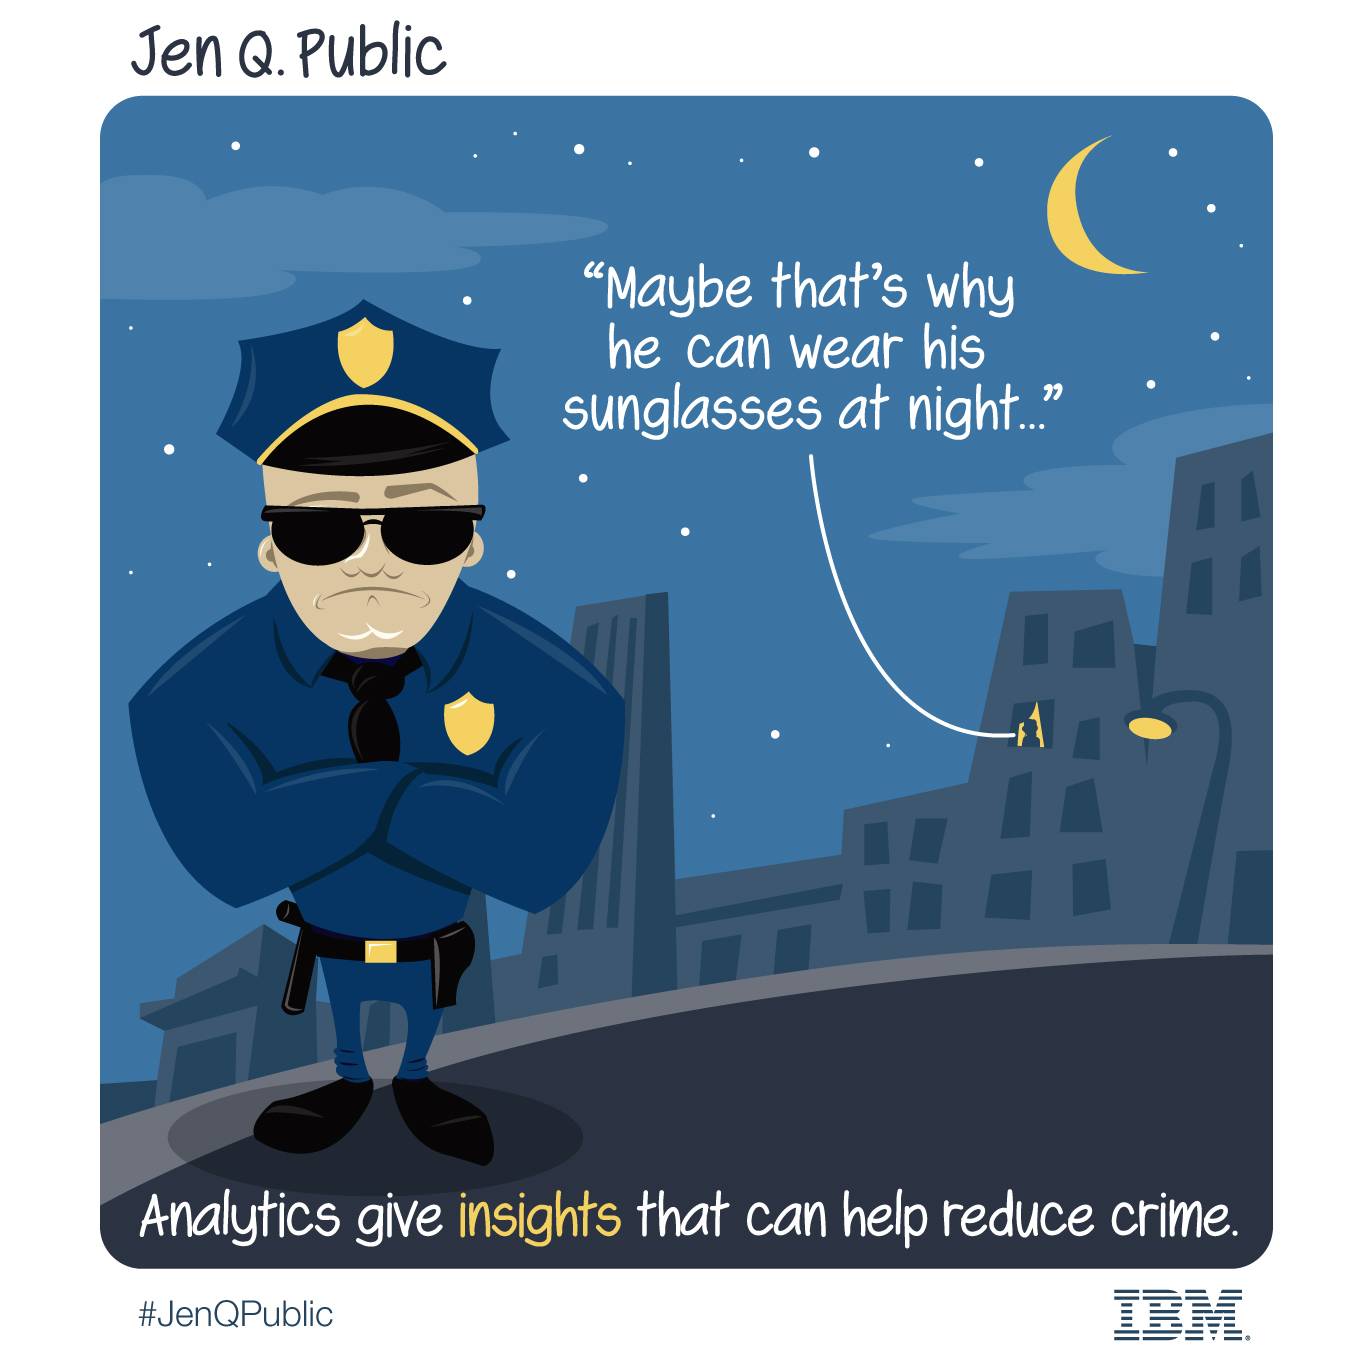 Jen Q. Public
“Maybe that’s why
he can wear his
sunglasses at night...”
Analytics give insights that can help reduce crime.
#JenQPublic
IBM®